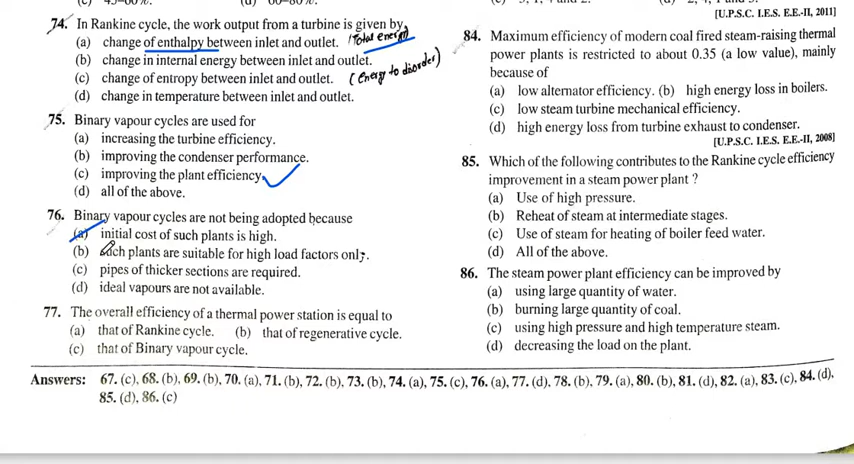 74. In Rankine cycle, the work output from a turbine is given by
(a) change of enthalpy between inlet and outlet. (Total energy)
(b) change in internal energy between inlet and outlet.
(c) change of entropy between inlet and outlet. (Energy to disorder)
(d) change in temperature between inlet and outlet.
75. Binary vapour cycles are used for
(a) increasing the turbine efficiency.
(b) improving the condenser performance.
(c) improving the plant efficiency.
(d) all of the above.
76. Binary vapour cycles are not being adopted because
(a) initial cost of such plants is high.
(b) such plants are suitable for high load factors only.
(c) pipes of thicker sections are required.
(d) ideal vapours are not available.
77. The overall efficiency of a thermal power station is equal to
(a) that of Rankine cycle. (b) that of regenerative cycle.
(c) that of Binary vapour cycle.
[U.P.S.C. I.E.S. E.E.-II, 2011]
84. Maximum efficiency of modern coal fired steam-raising thermal
power plants is restricted to about 0.35 (a low value), mainly
because of
(a) low alternator efficiency. (b) high energy loss in boilers.
(c) low steam turbine mechanical efficiency.
(d) high energy loss from turbine exhaust to condenser.
[U.P.S.C. I.E.S. E.E.-II, 2008]
85. Which of the following contributes to the Rankine cycle efficiency
improvement in a steam power plant ?
(a) Use of high pressure.
(b) Reheat of steam at intermediate stages.
(c) Use of steam for heating of boiler feed water.
(d) All of the above.
86. The steam power plant efficiency can be improved by
(a) using large quantity of water.
(b) burning large quantity of coal.
(c) using high pressure and high temperature steam.
(d) decreasing the load on the plant.
Answers: 67. (c), 68. (b), 69. (b), 70. (a), 71. (b), 72. (b), 73. (b), 74. (a), 75. (c), 76. (a), 77. (d), 78. (b), 79. (a), 80. (b), 81. (d), 82. (a), 83. (c), 84. (d),
85. (d), 86. (c)